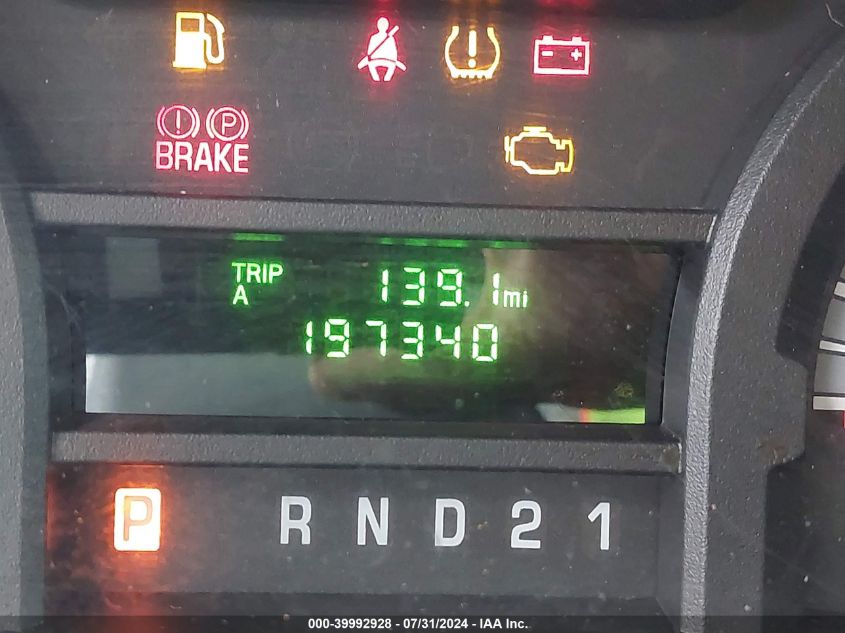 BRAKE
TRIP 139.1mi
A
197340
P R N D 2 1
000-39992928 - 07/31/2024 - IAA Inc.